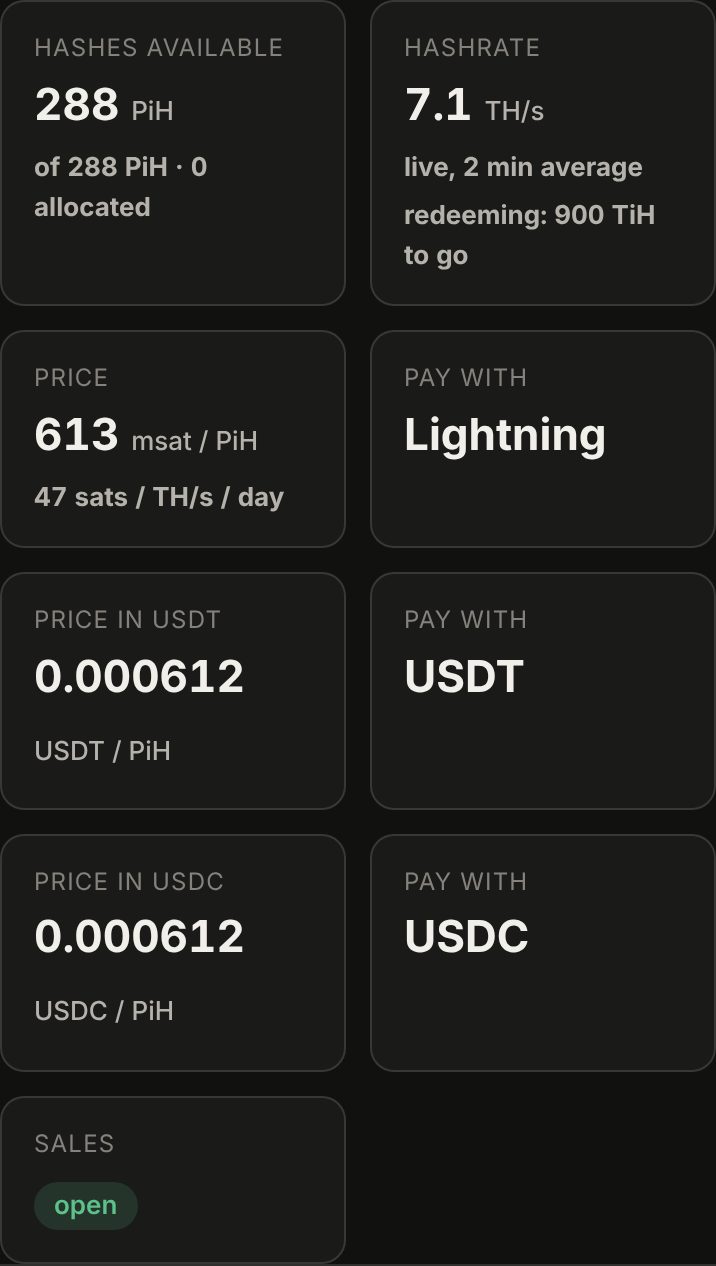 HASHES AVAILABLE
288 PiH
of 288 PiH · 0
allocated
HASHRATE
7.1 TH/s
live, 2 min average
redeeming: 900 TiH
to go
PRICE
613 msat / PiH
47 sats / TH/s / day
PAY WITH
Lightning
PRICE IN USDT
0.000612
USDT / PiH
PAY WITH
USDT
PRICE IN USDC
0.000612
USDC / PiH
PAY WITH
USDC
SALES
open